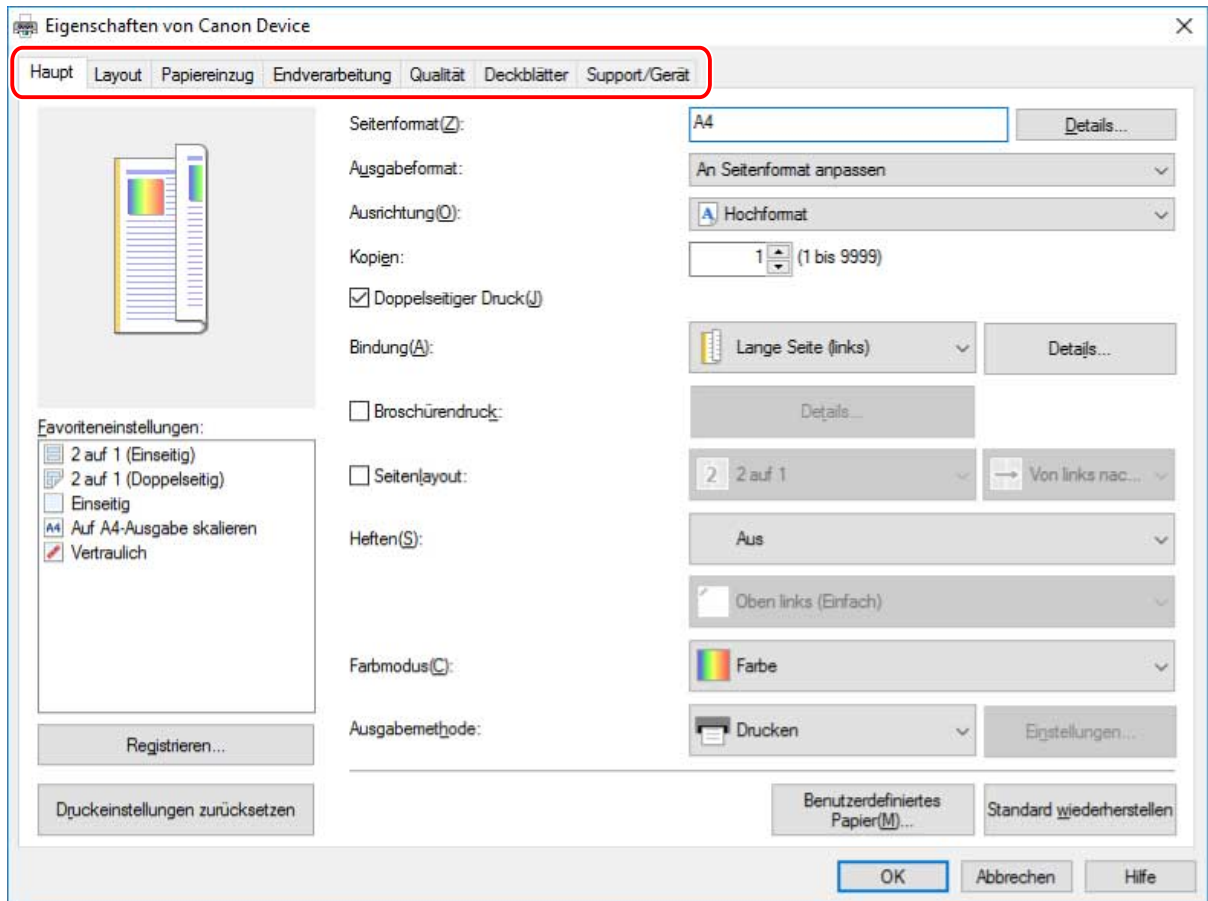 Eigenschaften von Canon Device
Haupt Layout Papiereinzug Endverarbeitung Qualität Deckblätter Support/Gerät
Seitenformat(Z): A4 Details...
Ausgabeformat: An Seitenformat anpassen
Ausrichtung(O): A Hochformat
Kopien: 1 (1 bis 9999)
Doppelseitiger Druck(J)
Bindung(A): Lange Seite (links) Details...
Broschürendruck: Details...
Favoriteneinstellungen:
2 auf 1 (Einseitig)
2 auf 1 (Doppelseitig)
Einseitig
A4 Auf A4-Ausgabe skalieren
Vertraulich
Seitenlayout: 2 2 auf 1 Von links nac...
Heften(S): Aus
Oben links (Einfach)
Farbmodus(C): Farbe
Ausgabemethode: Drucken Einstellungen...
Registrieren...
Druckeinstellungen zurücksetzen
Benutzerdefiniertes
Papier(M)...
Standard wiederherstellen
OK Abbrechen Hilfe